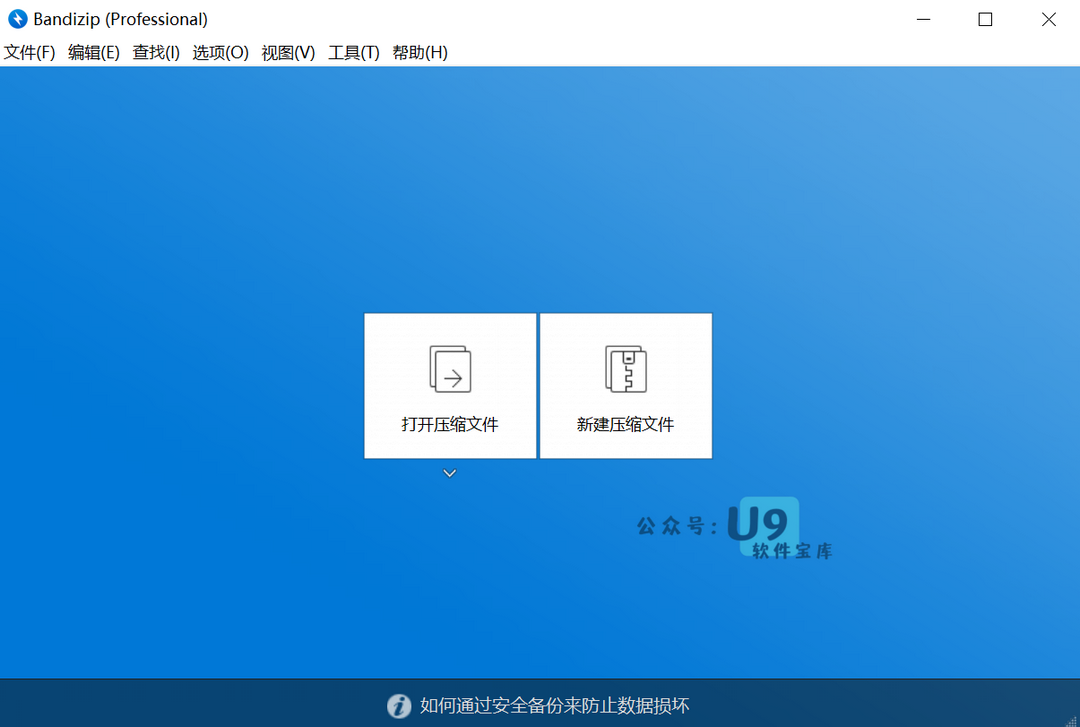 Bandizip (Professional)
文件(F) 编辑(E) 查找(I) 选项(O) 视图(V) 工具(T) 帮助(H)
打开压缩文件 新建压缩文件
公众号：U9
软件宝库
如何通过安全备份来防止数据损坏